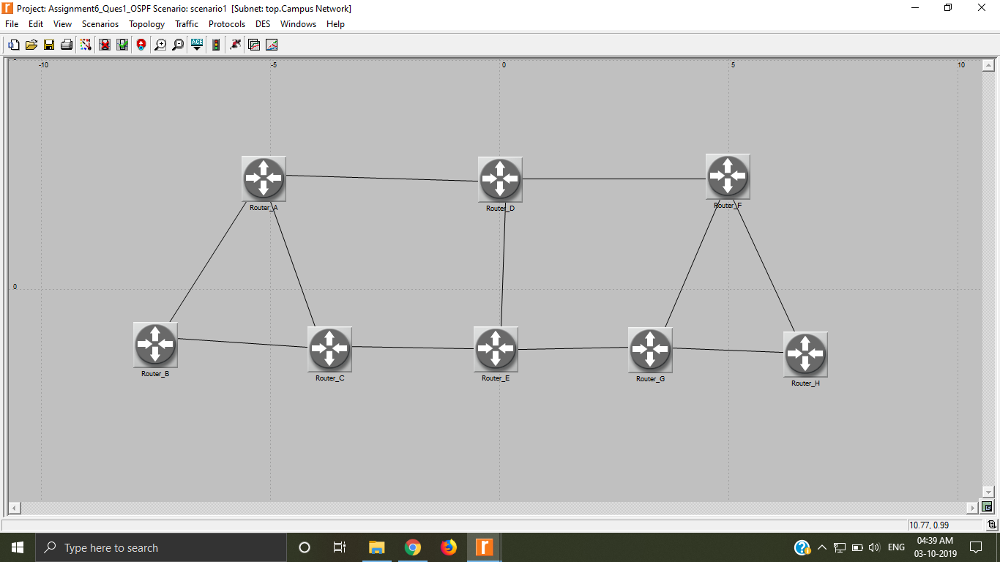 Project: Assignment6_Ques1_OSPF Scenario: scenario1 [Subnet: top.Campus Network]
File Edit View Scenarios Topology Traffic Protocols DES Windows Help
ACE
-10 -5 0 5 10
Router_A Router_D Router_F
0
Router_B Router_C Router_E Router_G Router_H
10.77, 0.99
Type here to search
ENG
04:39 AM
03-10-2019